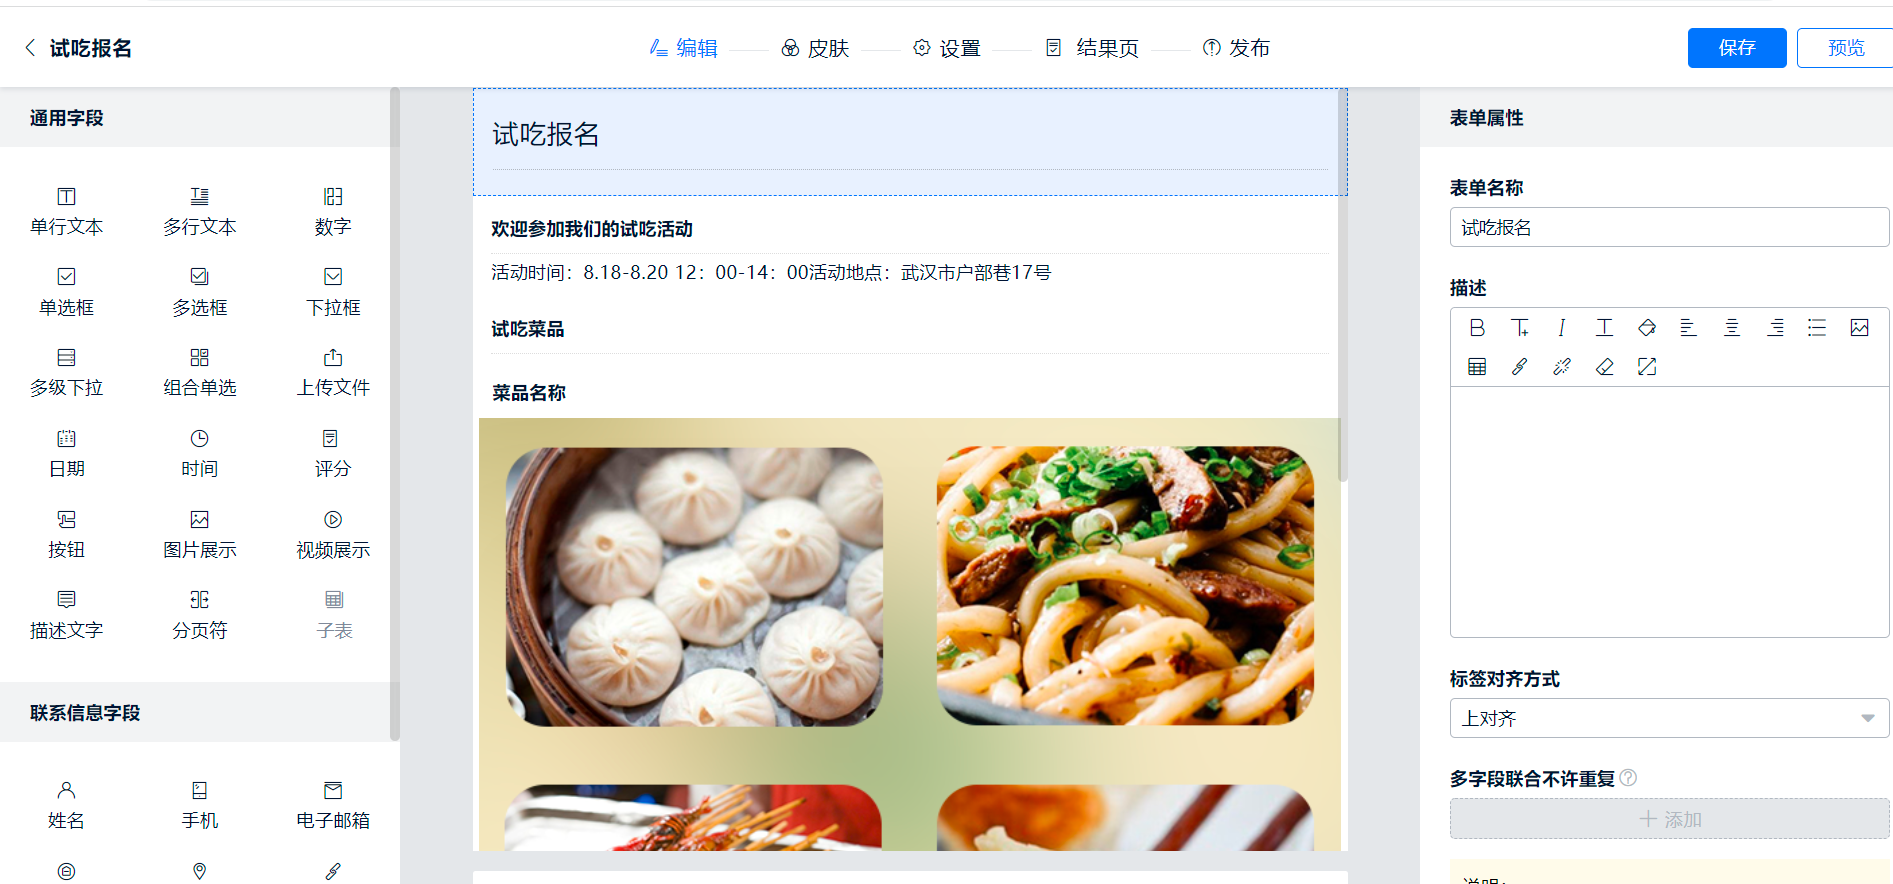 试吃报名
编辑
皮肤
设置
结果页
发布
保存
预览
通用字段
单行文本
多行文本
数字
单选框
多选框
下拉框
多级下拉
组合单选
上传文件
日期
时间
评分
按钮
图片展示
视频展示
描述文字
分页符
子表
联系信息字段
姓名
手机
电子邮箱
试吃报名
欢迎参加我们的试吃活动
活动时间：8.18-8.20 12：00-14：00活动地点：武汉市户部巷17号
试吃菜品
菜品名称
表单属性
表单名称
试吃报名
描述
标签对齐方式
上对齐
多字段联合不许重复
添加
说明：